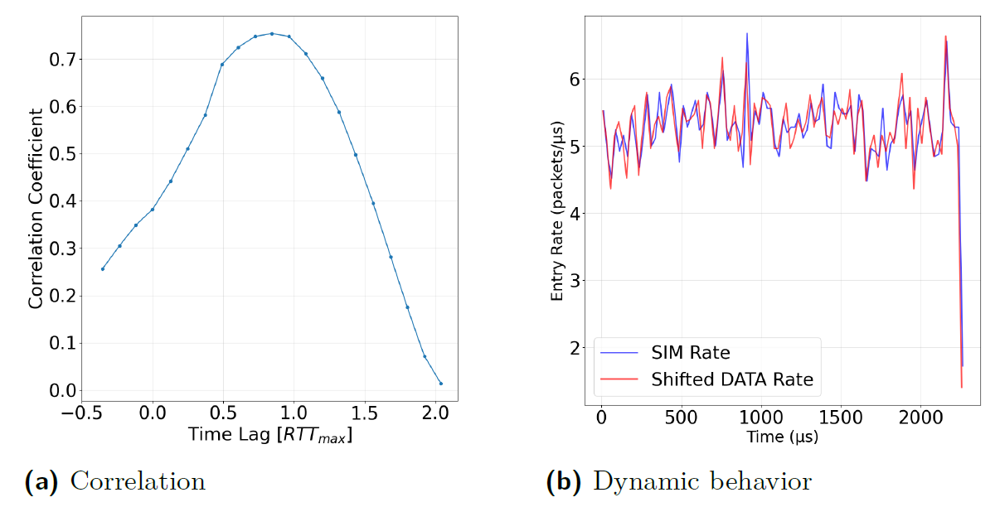 Correlation Coefficient
0.7
0.6
0.5
0.4
0.3
0.2
0.1
0.0
−0.5 0.0 0.5 1.0 1.5 2.0
Time Lag [RTTmax]
(a) Correlation
Entry Rate (packets/µs)
6
5
4
3
2
SIM Rate
Shifted DATA Rate
0 500 1000 1500 2000
Time (µs)
(b) Dynamic behavior